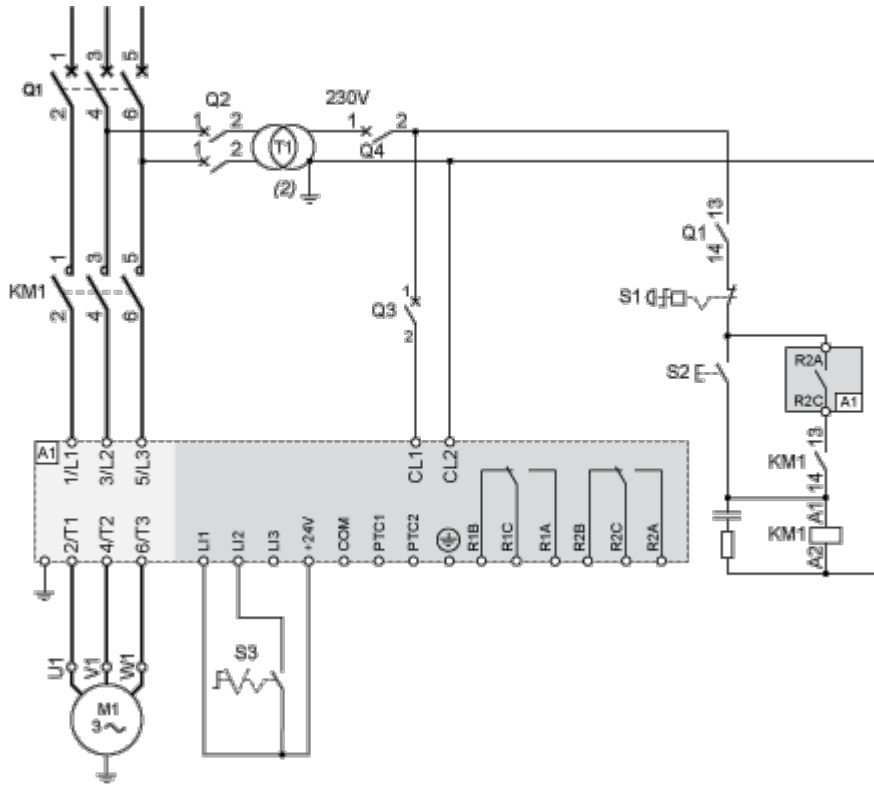 1 3 5
Q1
2 4 6
Q2
1 2
1 2
T1
(2)
230V
1 2
Q4
13
Q1
14
1 3 5
KM1
2 4 6
1
Q3
2
S1
S2
R2A
R2C
A1
13
KM1
14
A1
KM1
A2
A1
1/L1 3/L2 5/L3
CL1 CL2
2/T1 4/T2 6/T3
LI1 LI2 LI3 +24V COM PTC1 PTC2 R1B R1C R1A R2B R2C R2A
S3
U1 V1 W1
M1
3